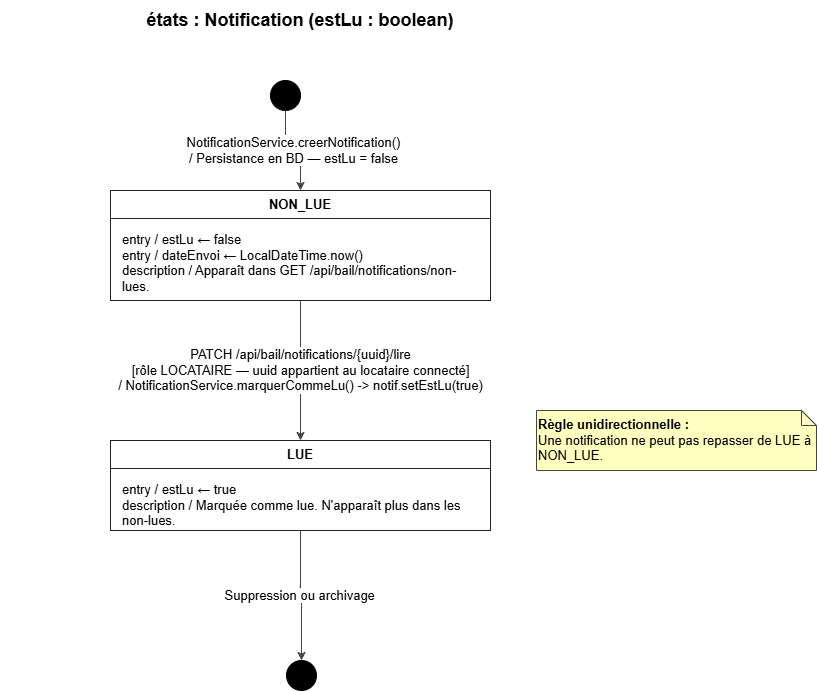 états : Notification (estLu : boolean)
NotificationService.creerNotification()
/ Persistance en BD — estLu = false
NON_LUE
entry / estLu ← false
entry / dateEnvoi ← LocalDateTime.now()
description / Apparaît dans GET /api/bail/notifications/non-
lues.
PATCH /api/bail/notifications/{uuid}/lire
[rôle LOCATAIRE — uuid appartient au locataire connecté]
/ NotificationService.marquerCommeLu() -> notif.setEstLu(true)
Règle unidirectionnelle :
Une notification ne peut pas repasser de LUE à
NON_LUE.
LUE
entry / estLu ← true
description / Marquée comme lue. N'apparaît plus dans les
non-lues.
Suppression ou archivage